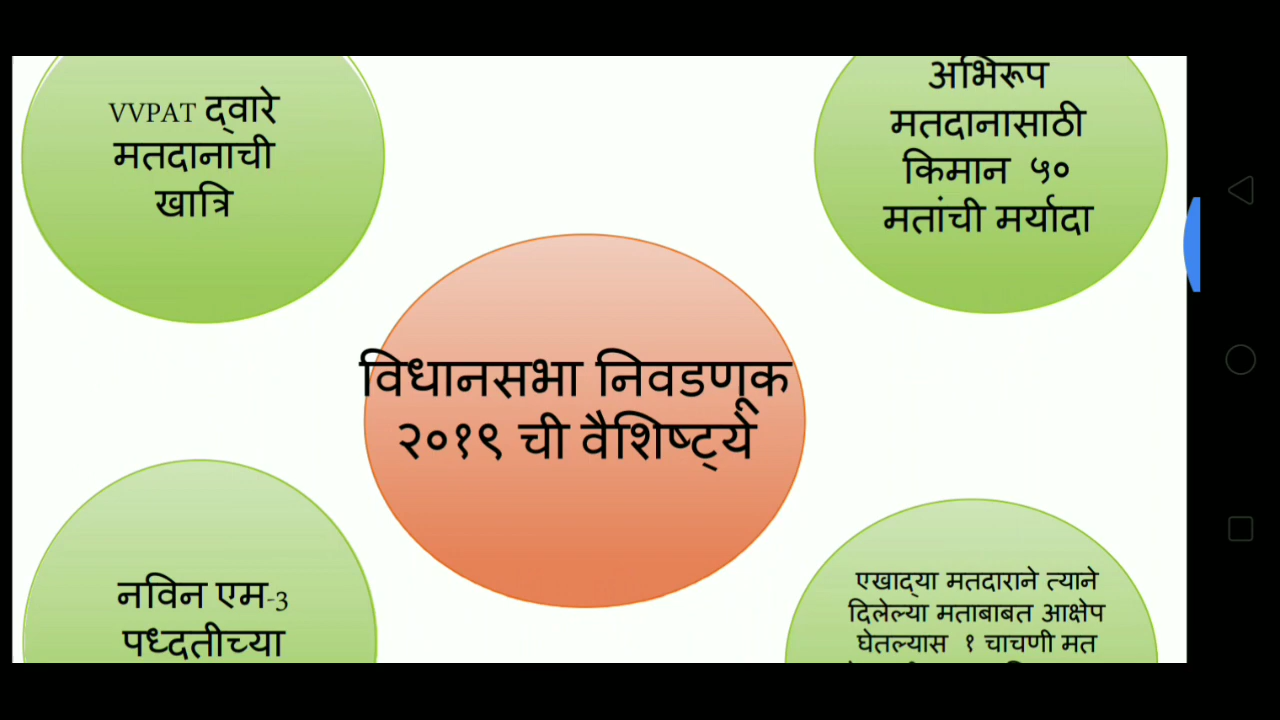 VVPAT द्वारे
मतदानाची
खात्रि
अभिरूप
मतदानासाठी
किमान ५०
मतांची मर्यादा
विधानसभा निवडणूक
२०१९ ची वैशिष्ट्ये
नविन एम-3
पध्दतीच्या
एखाद्या मतदाराने त्याने
दिलेल्या मताबाबत आक्षेप
घेतल्यास १ चाचणी मत